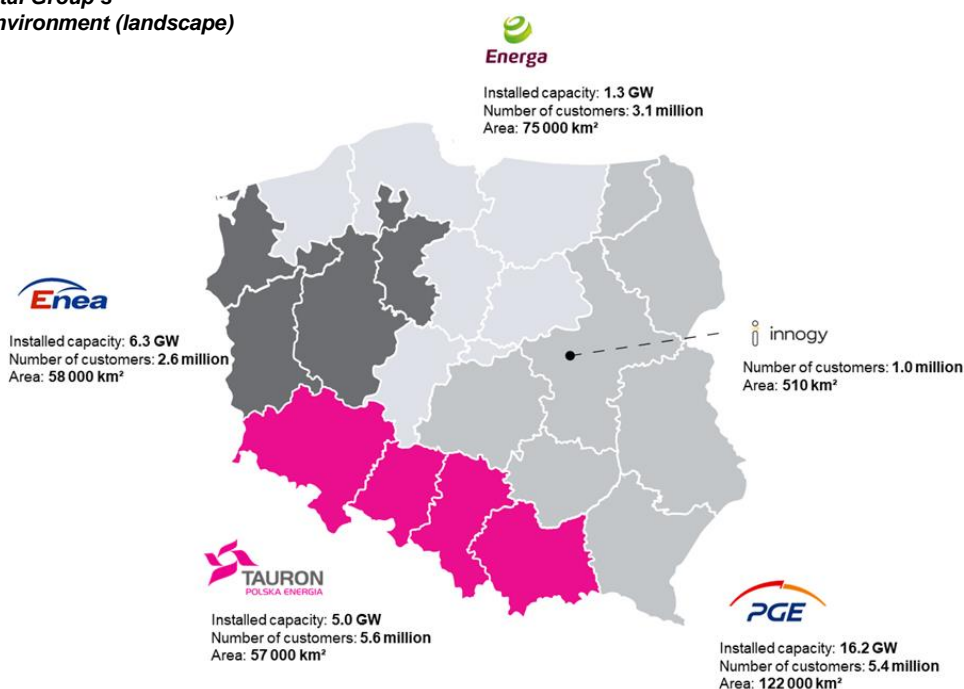 nvironment (landscape)
Energa
Installed capacity: 1.3 GW
Number of customers: 3.1 million
Area: 75 000 km²
Enea
Installed capacity: 6.3 GW
Number of customers: 2.6 million
Area: 58 000 km²
innogy
Number of customers: 1.0 million
Area: 510 km²
TAURON
POLSKA ENERGIA
Installed capacity: 5.0 GW
Number of customers: 5.6 million
Area: 57 000 km²
PGE
Installed capacity: 16.2 GW
Number of customers: 5.4 million
Area: 122 000 km²